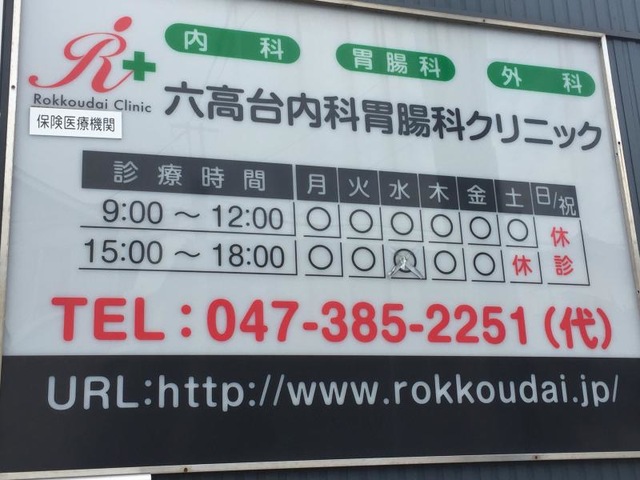 内科 胃腸科 外科
Rokkoudai Clinic
六高台内科胃腸科クリニック
保険医療機関
診療時間 月 火 水 木 金 土 日/祝
9:00 〜 12:00 ○ ○ ○ ○ ○ ○ 休診
15:00 〜 18:00 ○ ○ ○ ○ ○ 休
TEL:047-385-2251(代)
URL:http://www.rokkoudai.jp/